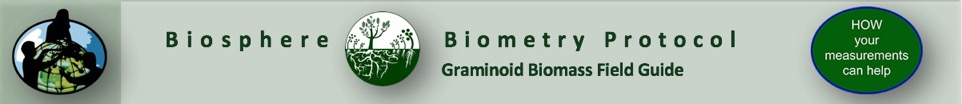 Biosphere Biometry Protocol
Graminoid Biomass Field Guide
HOW
your
measurements
can help